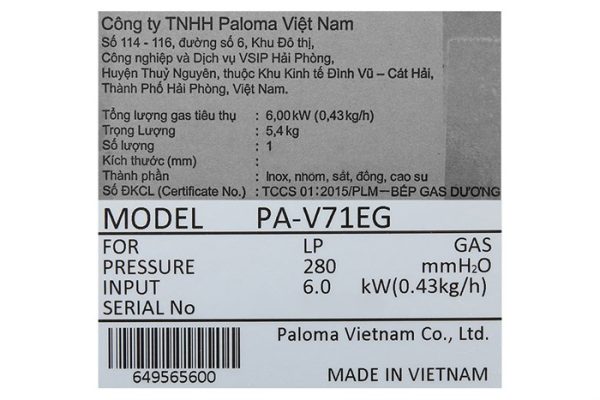 Công ty TNHH Paloma Việt Nam
Số 114 - 116, đường số 6, Khu Đô thị,
Công nghiệp và Dịch vụ VSIP Hải Phòng,
Huyện Thuỷ Nguyên, thuộc Khu Kinh tế Đình Vũ – Cát Hải,
Thành Phố Hải Phòng, Việt Nam.
Tổng lượng gas tiêu thụ : 6,00kW (0,43kg/h)
Trọng Lượng : 5,4 kg
Số lượng : 1
Kích thước (mm) :
Thành phần : Inox, nhôm, sắt, đồng, cao su
Số ĐKCL (Certificate No.) : TCCS 01:2015/PLM—BẾP GAS DƯƠNG
MODEL PA-V71EG
FOR LP GAS
PRESSURE 280 mmH₂O
INPUT 6.0 kW(0.43kg/h)
SERIAL No
Paloma Vietnam Co., Ltd.
649565600
MADE IN VIETNAM